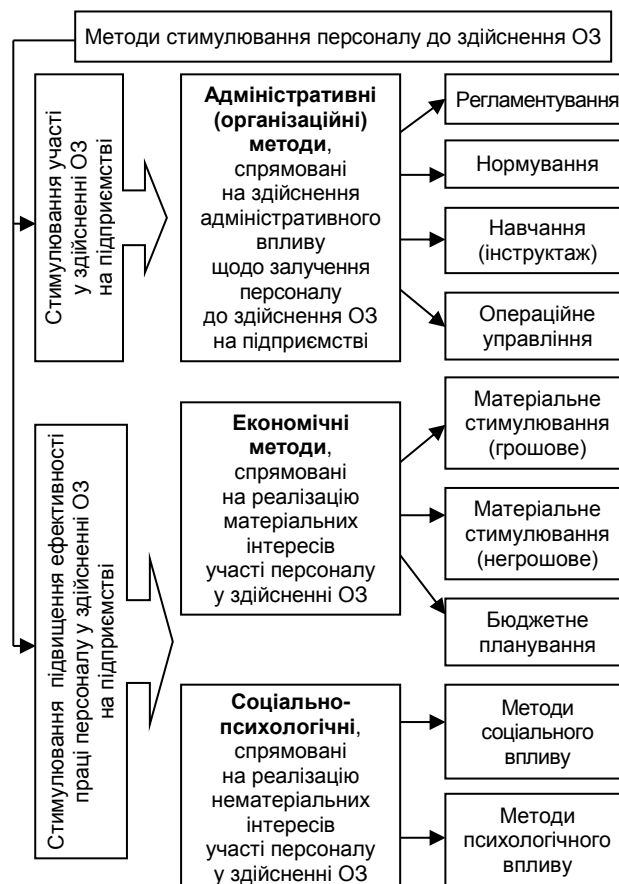 Методи стимулювання персоналу до здійснення ОЗ
Стимулювання участі
у здійсненні ОЗ
на підприємстві
Адміністративні
(організаційні)
методи,
спрямовані
на здійснення
адміністративного
впливу
щодо залучення
персоналу
до здійснення ОЗ
на підприємстві
Регламентування
Нормування
Навчання
(інструктаж)
Операційне
управління
Стимулювання підвищення ефективності
праці персоналу у здійсненні ОЗ
на підприємстві
Економічні
методи,
спрямовані
на реалізацію
матеріальних
інтересів
участі персоналу
у здійсненні ОЗ
Матеріальне
стимулювання
(грошове)
Матеріальне
стимулювання
(негрошове)
Бюджетне
планування
Соціально-
психологічні,
спрямовані
на реалізацію
нематеріальних
інтересів
участі персоналу
у здійсненні ОЗ
Методи
соціального
впливу
Методи
психологічного
впливу